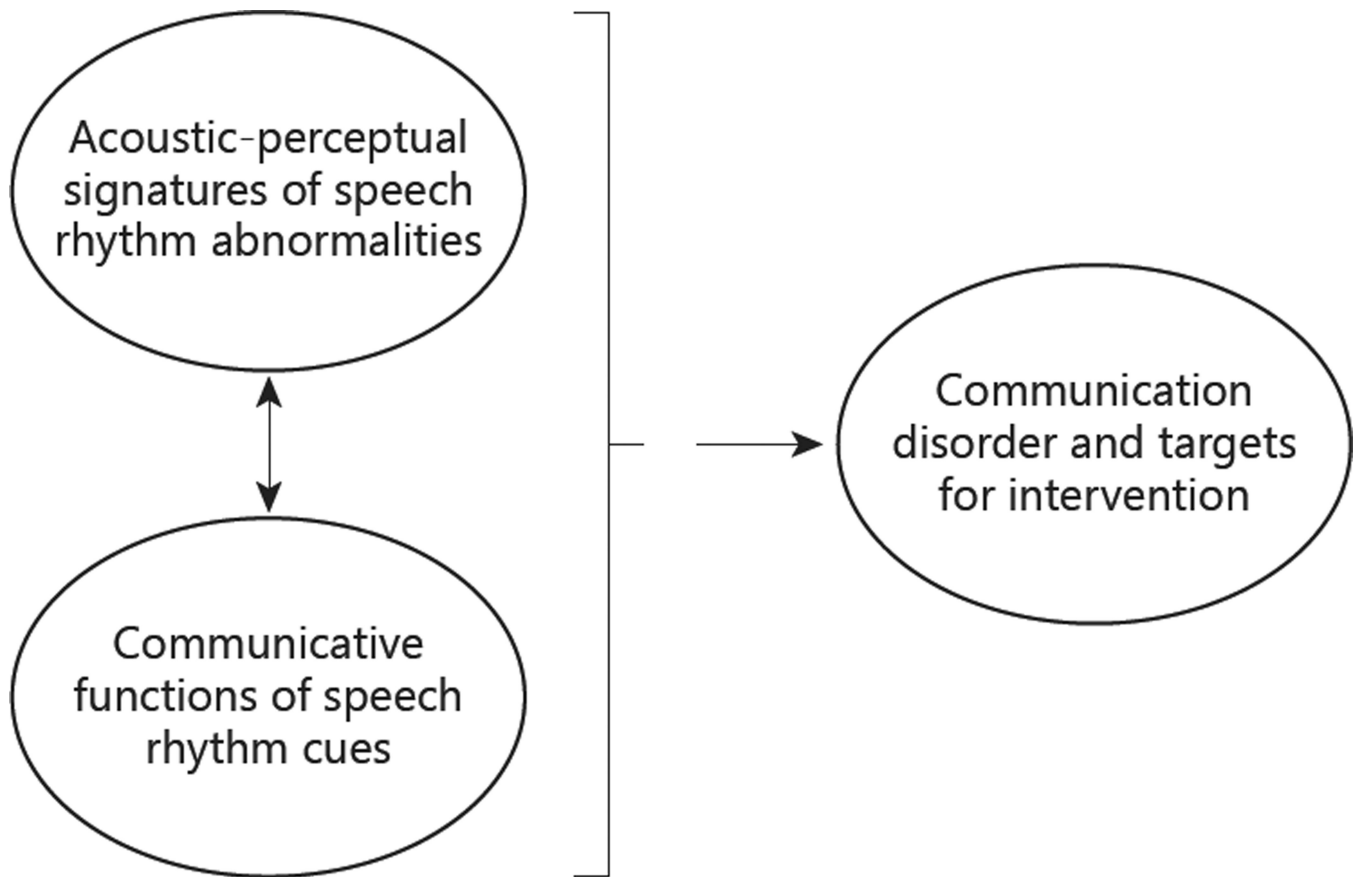 Acoustic-perceptual
signatures of speech
rhythm abnormalities
Communicative
functions of speech
rhythm cues
Communication
disorder and targets
for intervention